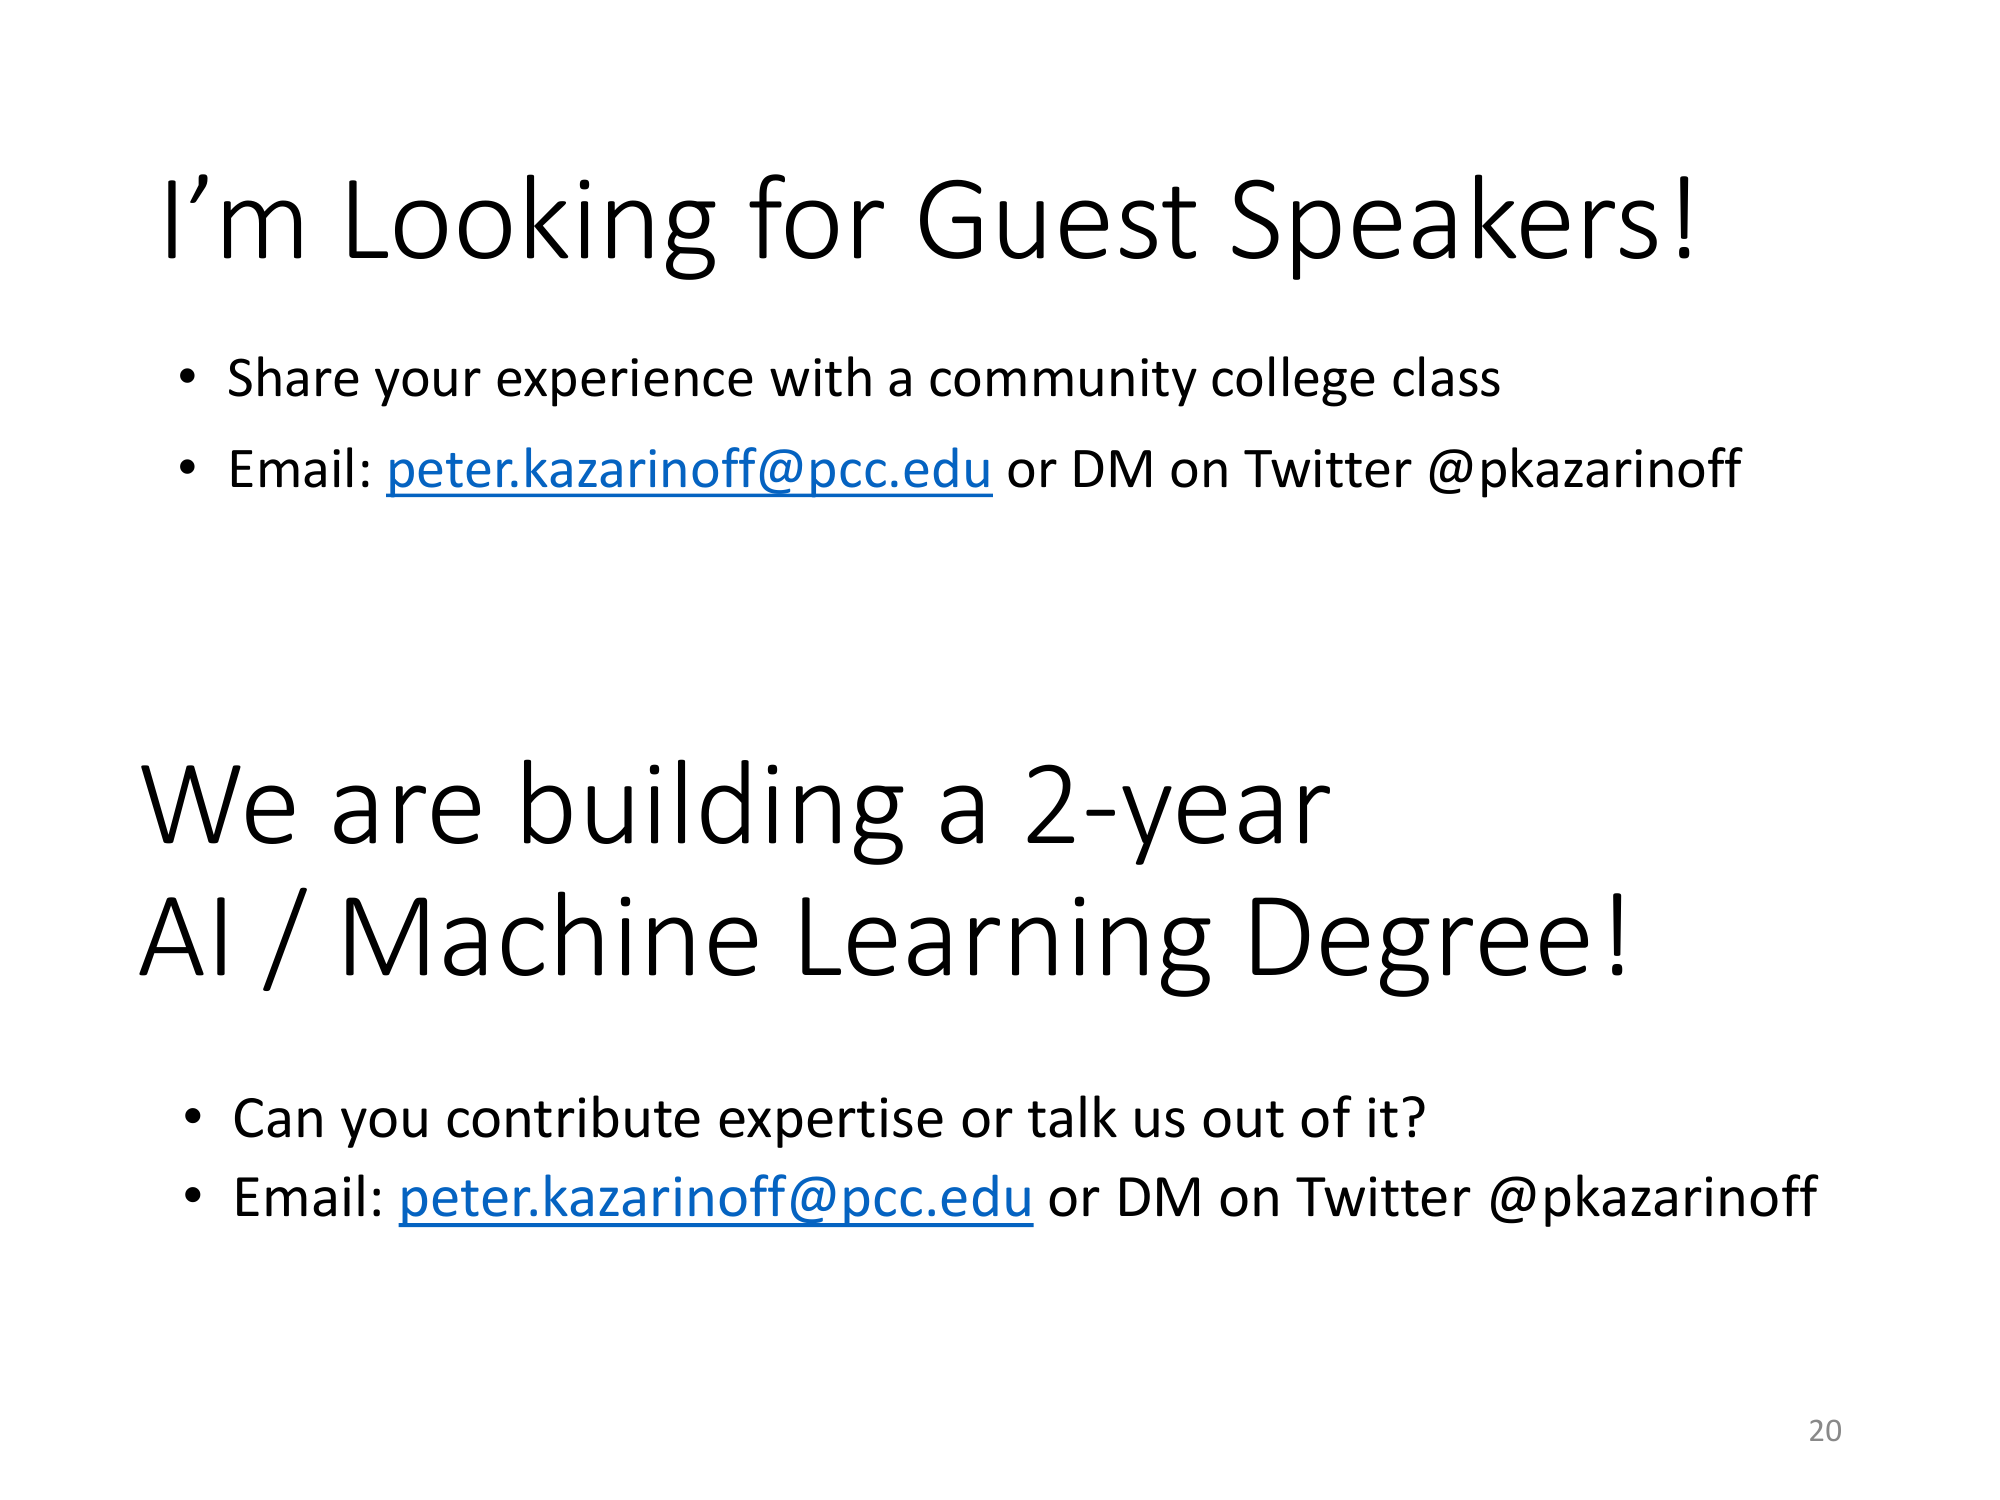 I’m Looking for Guest Speakers!
• Share your experience with a community college class
• Email: peter.kazarinoff@pcc.edu or DM on Twitter @pkazarinoff
We are building a 2-year
AI / Machine Learning Degree!
• Can you contribute expertise or talk us out of it?
• Email: peter.kazarinoff@pcc.edu or DM on Twitter @pkazarinoff
20